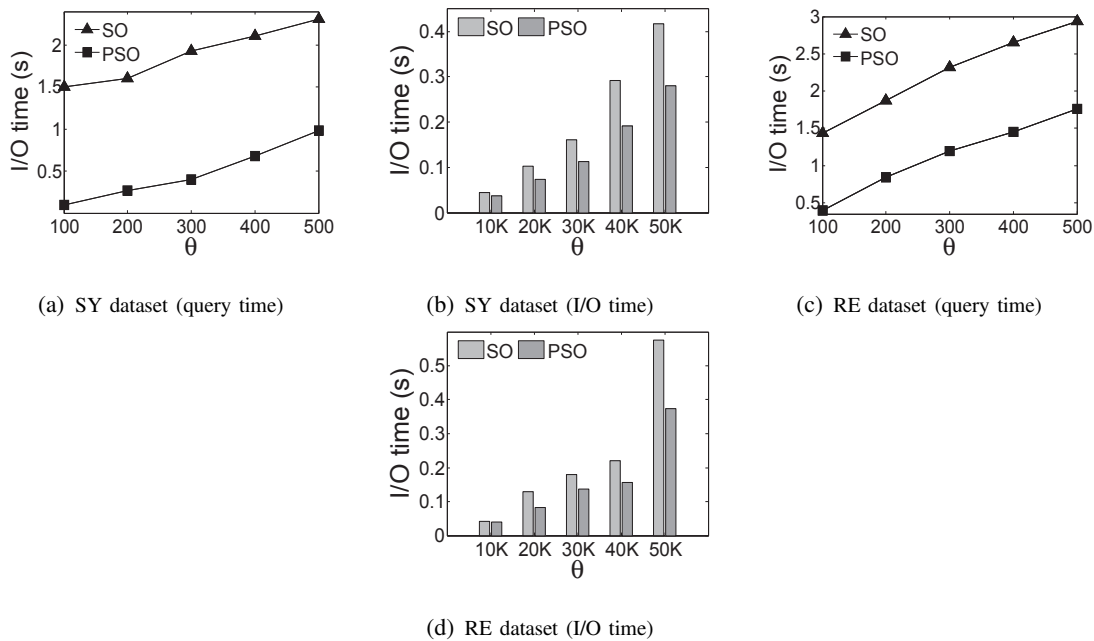 I/O time (s)
2
1.5
1
0.5
SO
PSO
100 200 300 400 500
θ
(a) SY dataset (query time)
I/O time (s)
0.4
0.3
0.2
0.1
0
SO PSO
10K 20K 30K 40K 50K
θ
(b) SY dataset (I/O time)
I/O time (s)
3
2.5
2
1.5
1
0.5
SO
PSO
100 200 300 400 500
θ
(c) RE dataset (query time)
I/O time (s)
0.5
0.4
0.3
0.2
0.1
0
SO PSO
10K 20K 30K 40K 50K
θ
(d) RE dataset (I/O time)